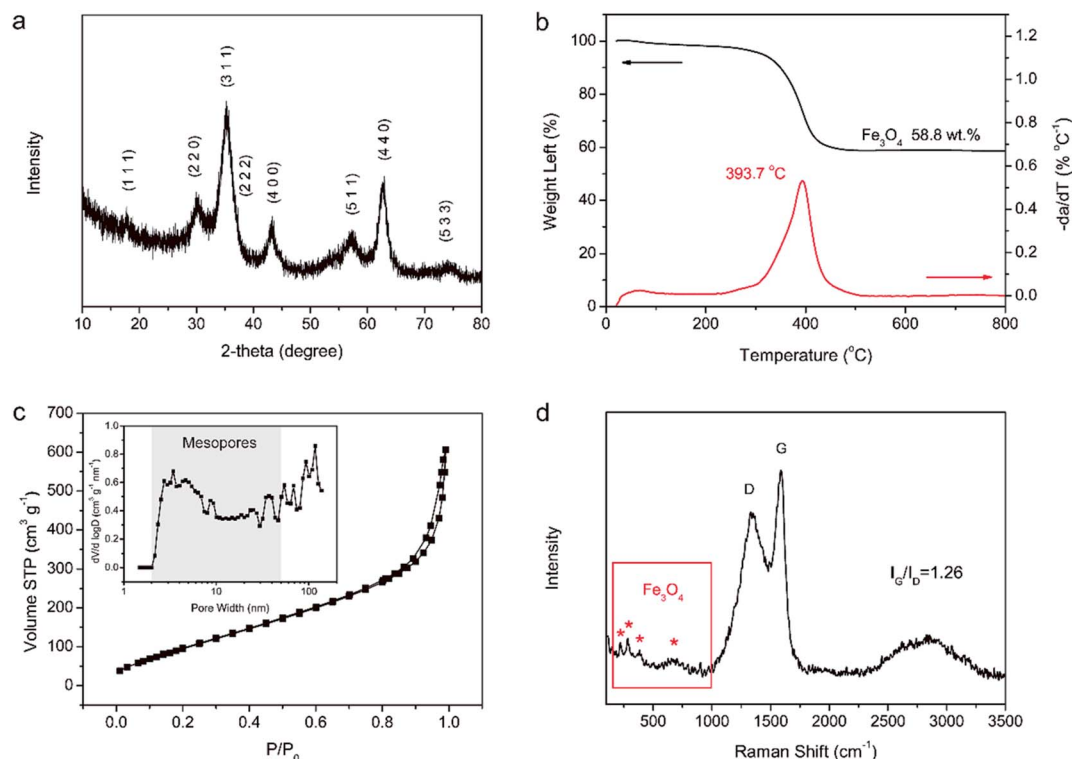 a
Intensity
(1 1 1)
(2 2 0)
(3 1 1)
(2 2 2)
(4 0 0)
(5 1 1)
(4 4 0)
(5 3 3)
10 20 30 40 50 60 70 80
2-theta (degree)
b
Weight Left (%)
100
80
60
40
20
0
Fe₃O₄ 58.8 wt.%
393.7 °C
1.2
1.0
0.8
0.6
0.4
0.2
0.0
-da/dT (% °C⁻¹)
0 200 400 600 800
Temperature (°C)
c
Volume STP (cm³ g⁻¹)
700
600
500
400
300
200
100
0
Mesopores
dV/d logD (cm³ g⁻¹ nm⁻¹)
1.0
0.8
0.6
0.4
0.2
0.0
1 10 100
Pore Width (nm)
0.0 0.2 0.4 0.6 0.8 1.0
P/P₀
d
Intensity
D
G
Fe₃O₄
* * * *
I_G/I_D=1.26
500 1000 1500 2000 2500 3000 3500
Raman Shift (cm⁻¹)